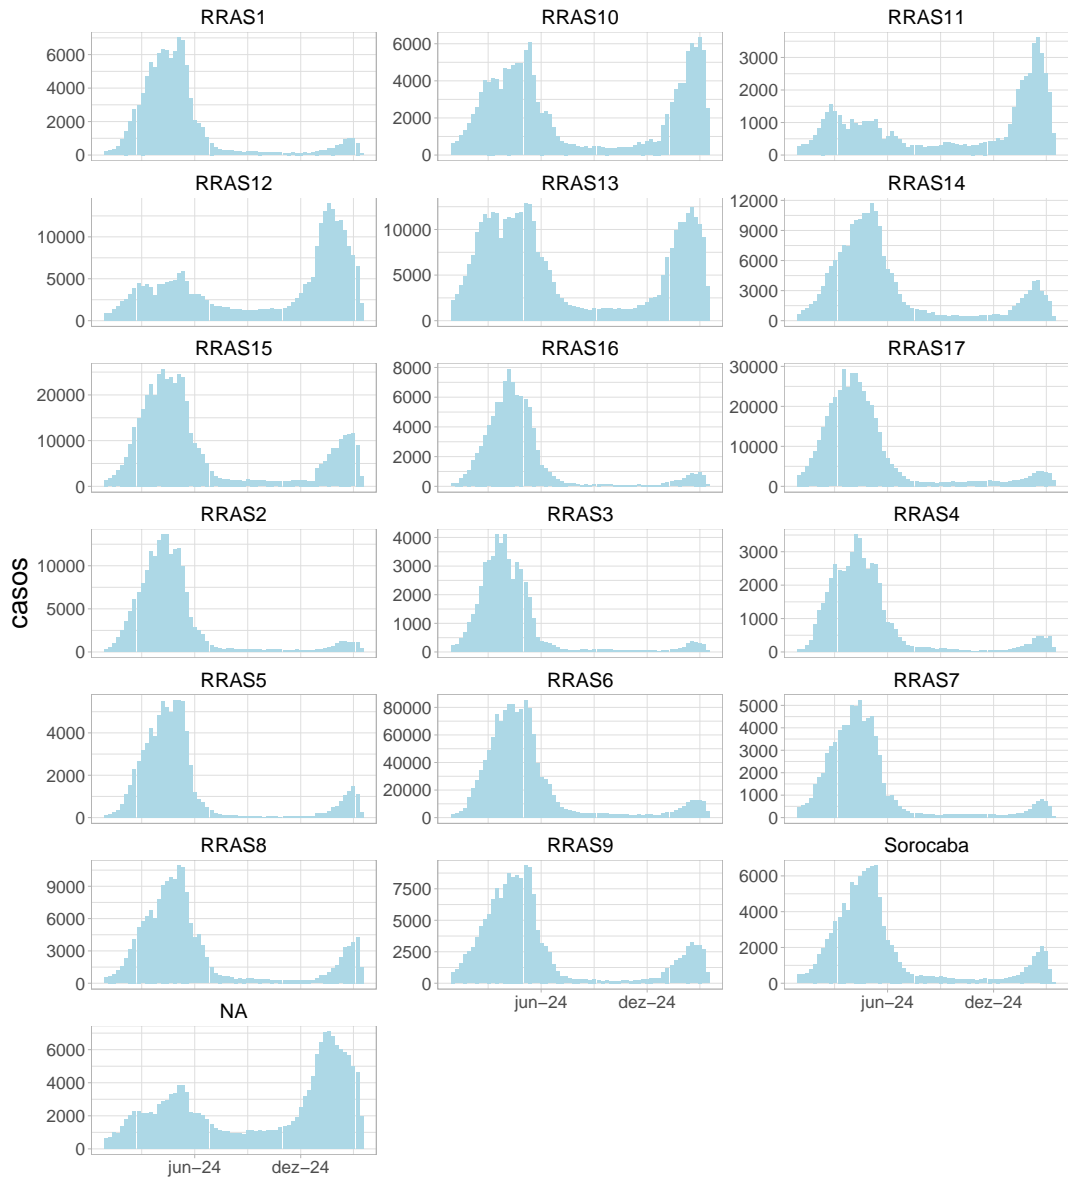 RRAS1 RRAS10 RRAS11
6000 4000 2000 0
6000 4000 2000 0
3000 2000 1000 0
RRAS12 RRAS13 RRAS14
10000 5000 0
10000 5000 0
12000 9000 6000 3000 0
RRAS15 RRAS16 RRAS17
20000 10000 0
8000 6000 4000 2000 0
30000 20000 10000 0
casos
RRAS2 RRAS3 RRAS4
10000 5000 0
4000 3000 2000 1000 0
3000 2000 1000 0
RRAS5 RRAS6 RRAS7
4000 2000 0
80000 60000 40000 20000 0
5000 4000 3000 2000 1000 0
RRAS8 RRAS9 Sorocaba
9000 6000 3000 0
7500 5000 2500 0
6000 4000 2000 0
jun−24 dez−24 jun−24 dez−24
NA
6000 4000 2000 0
jun−24 dez−24